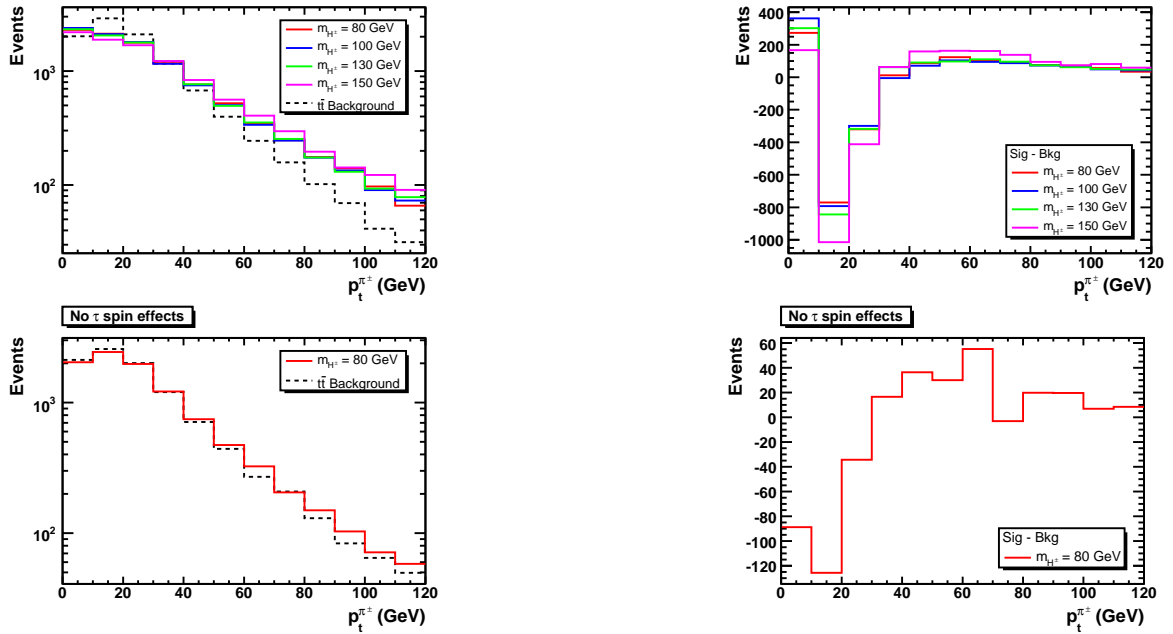 Events
10³
10²
0 20 40 60 80 100 120
p_t^{π±} (GeV)
m_{H±} = 80 GeV
m_{H±} = 100 GeV
m_{H±} = 130 GeV
m_{H±} = 150 GeV
tt̄ Background
Events
400
200
0
-200
-400
-600
-800
-1000
0 20 40 60 80 100 120
p_t^{π±} (GeV)
Sig - Bkg
m_{H±} = 80 GeV
m_{H±} = 100 GeV
m_{H±} = 130 GeV
m_{H±} = 150 GeV
No τ spin effects
Events
10³
10²
0 20 40 60 80 100 120
p_t^{π±} (GeV)
m_{H±} = 80 GeV
tt̄ Background
No τ spin effects
Events
60
40
20
0
-20
-40
-60
-80
-100
-120
0 20 40 60 80 100 120
p_t^{π±} (GeV)
Sig - Bkg
m_{H±} = 80 GeV